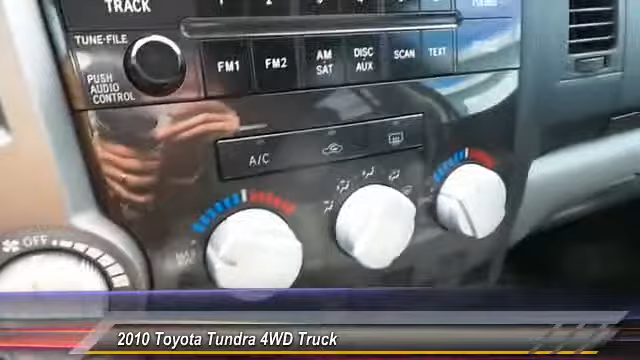 TRACK
TUNE·FILE
PUSH
AUDIO
CONTROL
FM1
FM2
AM
SAT
DISC
AUX
SCAN
TEXT
A/C
OFF
2010 Toyota Tundra 4WD Truck